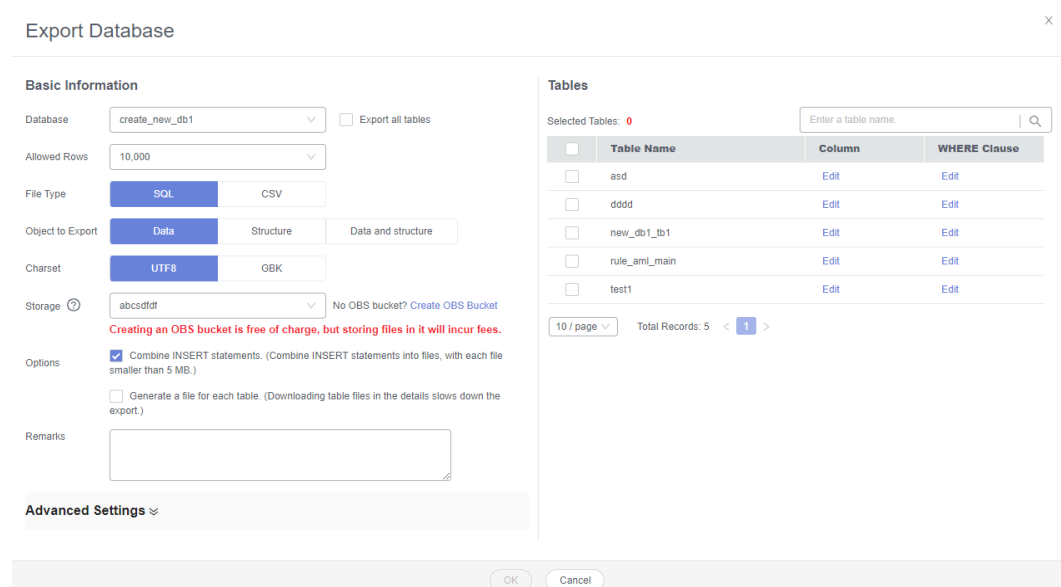 Export Database
Basic Information
Database create_new_db1 Export all tables
Allowed Rows 10,000
File Type SQL CSV
Object to Export Data Structure Data and structure
Charset UTF8 GBK
Storage ? abcsdfdf No OBS bucket? Create OBS Bucket
Creating an OBS bucket is free of charge, but storing files in it will incur fees.
Options Combine INSERT statements. (Combine INSERT statements into files, with each file
smaller than 5 MB.)
Generate a file for each table. (Downloading table files in the details slows down the
export.)
Remarks
Advanced Settings
Tables
Selected Tables: 0 Enter a table name.
Table Name Column WHERE Clause
asd Edit Edit
dddd Edit Edit
new_db1_tb1 Edit Edit
rule_aml_main Edit Edit
test1 Edit Edit
10 / page Total Records: 5 < 1 >
OK Cancel